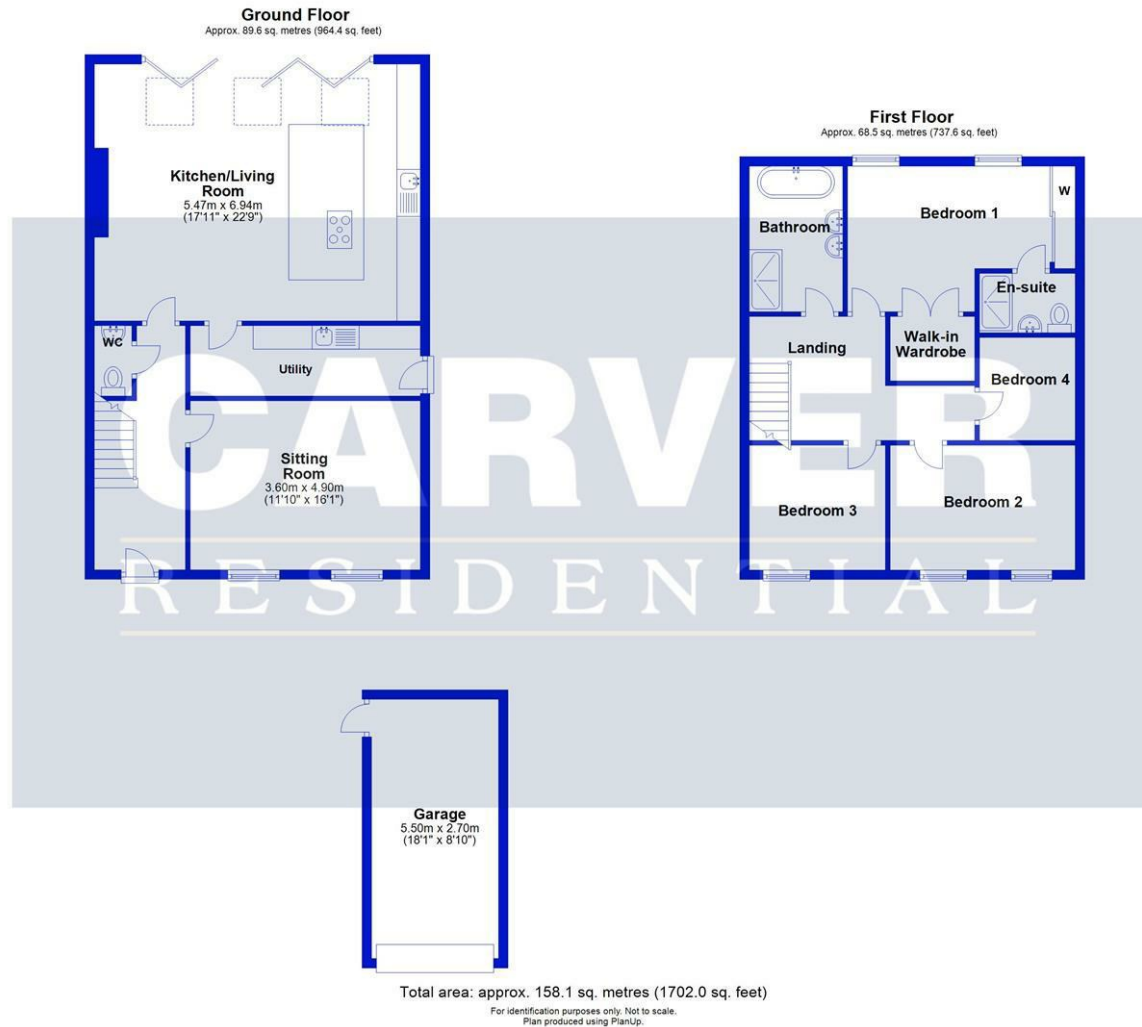 Ground Floor
Approx. 89.6 sq. metres (964.4 sq. feet)
Kitchen/Living
Room
5.47m x 6.94m
(17'11" x 22'9")
WC
Utility
Sitting
Room
3.60m x 4.90m
(11'10" x 16'1")
First Floor
Approx. 68.5 sq. metres (737.6 sq. feet)
Bathroom
Bedroom 1
W
En-suite
Landing
Walk-in
Wardrobe
Bedroom 4
Bedroom 3
Bedroom 2
CARVER
RESIDENTIAL
Garage
5.50m x 2.70m
(18'1" x 8'10")
Total area: approx. 158.1 sq. metres (1702.0 sq. feet)
For identification purposes only. Not to scale.
Plan produced using PlanUp.